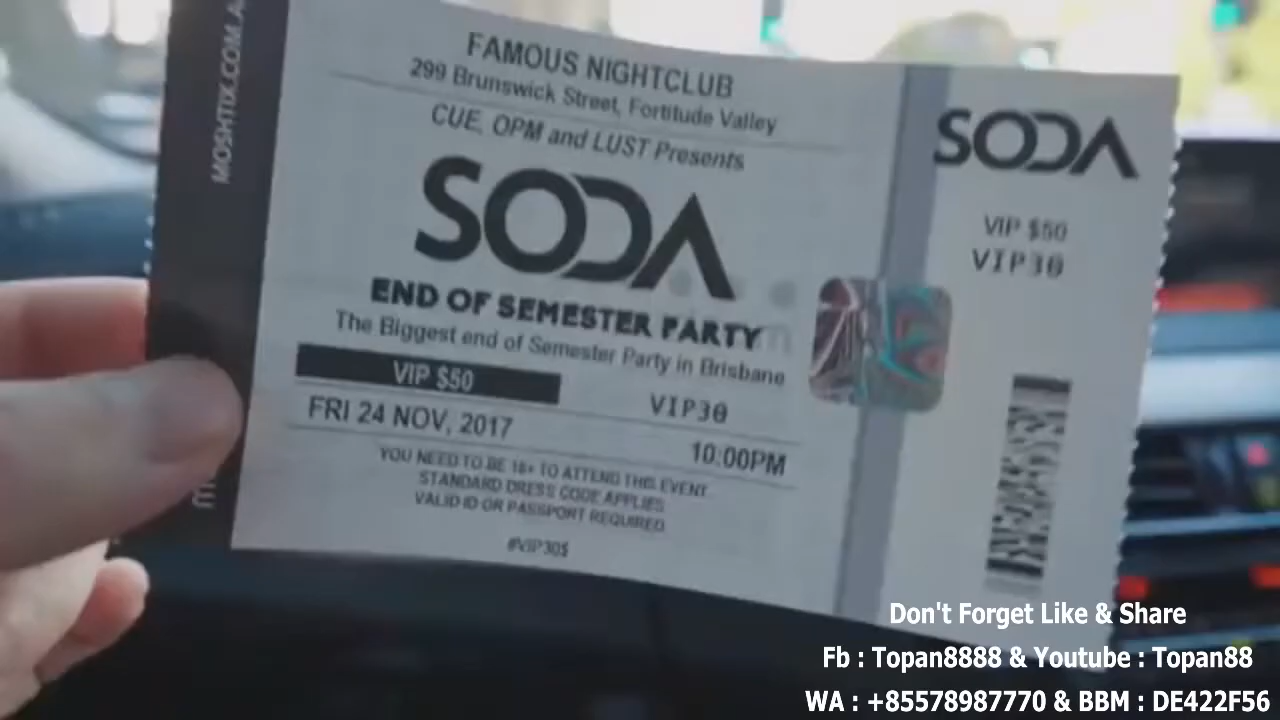 MOSHTIX.COM.A
FAMOUS NIGHTCLUB
299 Brunswick Street, Fortitude Valley
CUE, OPM and LUST Presents
SODA
END OF SEMESTER PARTY
The Biggest end of Semester Party in Brisbane
VIP $50
VIP30
FRI 24 NOV, 2017
10:00PM
YOU NEED TO BE 18+ TO ATTEND THIS EVENT
STANDARD DRESS CODE APPLIES
VALID ID OR PASSPORT REQUIRED
SODA
VIP $50
VIP30
Don't Forget Like & Share
Fb : Topan8888 & Youtube : Topan88
WA : +85578987770 & BBM : DE422F56